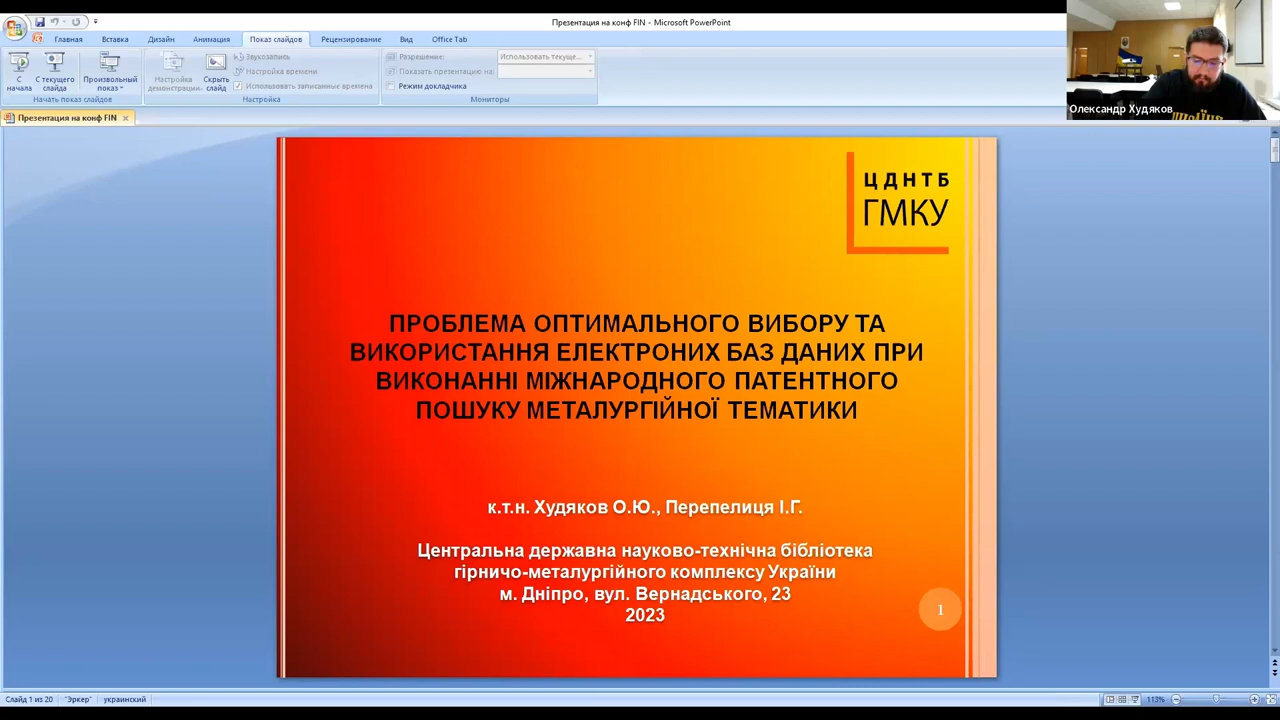 Презентация на конф FIN - Microsoft PowerPoint
Главная
Вставка
Дизайн
Анимация
Показ слайдов
Рецензирование
Вид
Office Tab
С начала
С текущего слайда
Произвольный показ
Начать показ слайдов
Настройка демонстрации
Скрыть слайд
Звукозапись
Настройка времени
Использовать записанные времена
Настройка
Разрешение:
Использовать текуще...
Показать презентацию на:
Режим докладчика
Мониторы
Презентация на конф FIN
Олександр Худяков
ЦДНТБ
ГМКУ
ПРОБЛЕМА ОПТИМАЛЬНОГО ВИБОРУ ТА
ВИКОРИСТАННЯ ЕЛЕКТРОНИХ БАЗ ДАНИХ ПРИ
ВИКОНАННІ МІЖНАРОДНОГО ПАТЕНТНОГО
ПОШУКУ МЕТАЛУРГІЙНОЇ ТЕМАТИКИ
к.т.н. Худяков О.Ю., Перепелиця І.Г.
Центральна державна науково-технічна бібліотека
гірничо-металургійного комплексу України
м. Дніпро, вул. Вернадського, 23
2023
1
Слайд 1 из 20
"Эркер"
украинский
113%